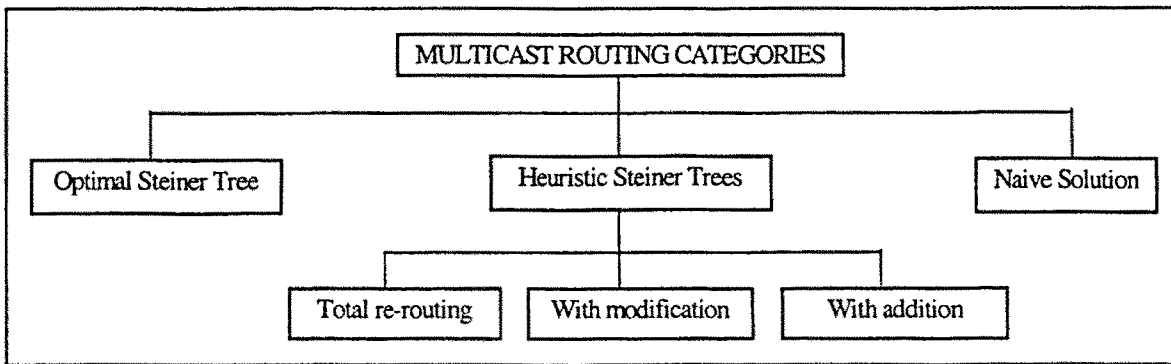 MULTICAST ROUTING CATEGORIES
Optimal Steiner Tree
Heuristic Steiner Trees
Naive Solution
Total re-routing
With modification
With addition